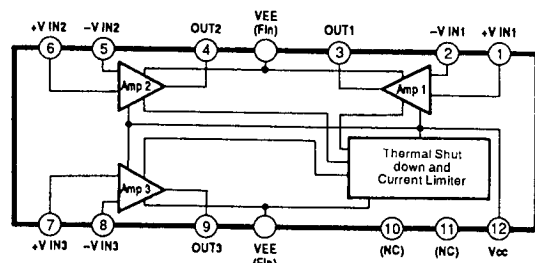 +V IN2
−V IN2
OUT2
VEE
(Fin)
OUT1
−V IN1
+V IN1
6
5
4
3
2
1
Amp 2
Amp 1
Thermal Shut
down and
Current Limiter
Amp 3
7
8
9
10
11
12
+V IN3
−V IN3
OUT3
VEE
(Fin)
(NC)
(NC)
Vcc